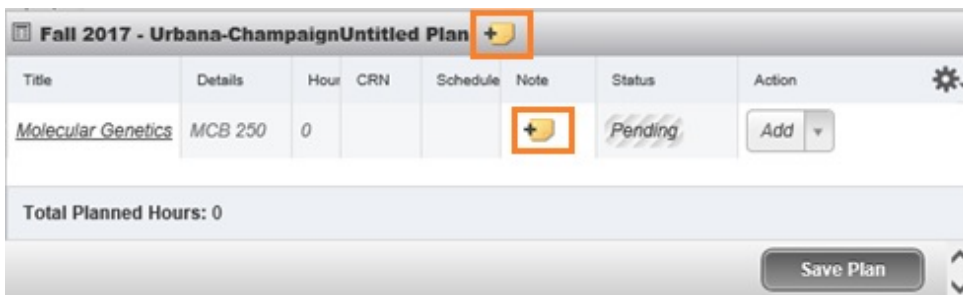 Fall 2017 - Urbana-ChampaignUntitled Plan
Title Details Hour CRN Schedule Note Status Action
Molecular Genetics MCB 250 0 Pending Add
Total Planned Hours: 0
Save Plan